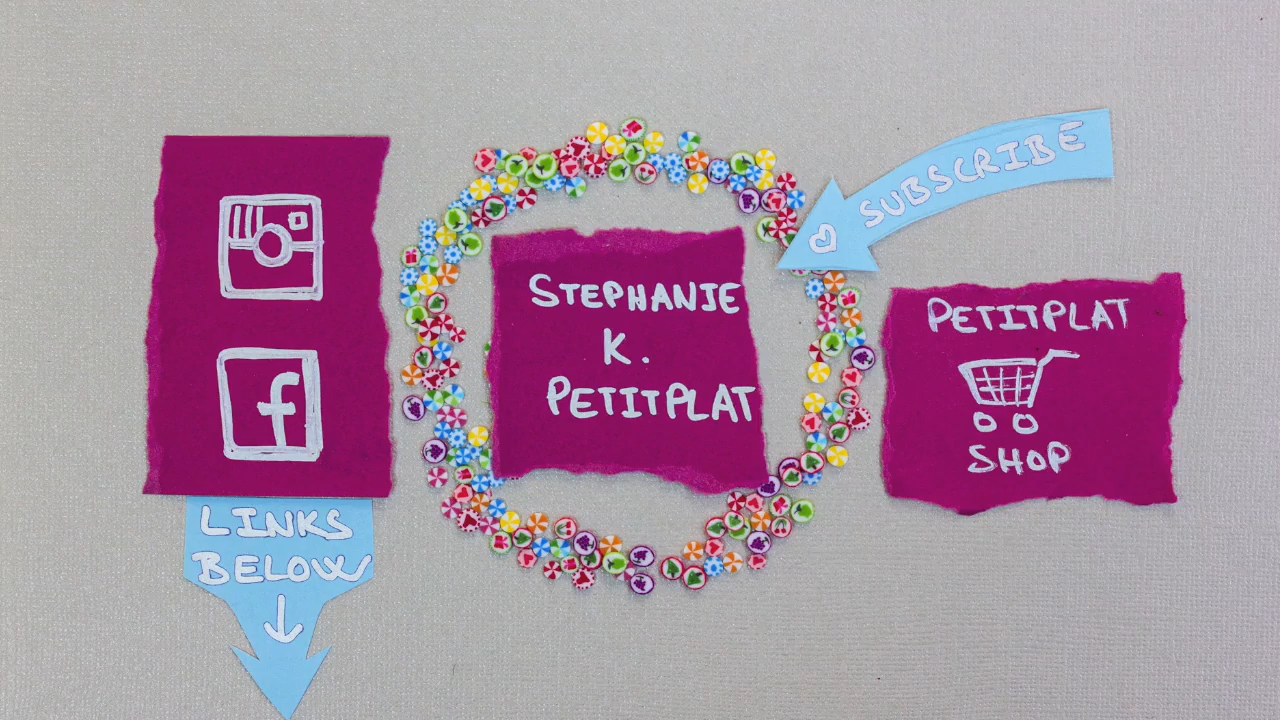 LINKS
BELOW
STEPHANIE
K.
PETITPLAT
SUBSCRIBE
PETITPLAT
SHOP